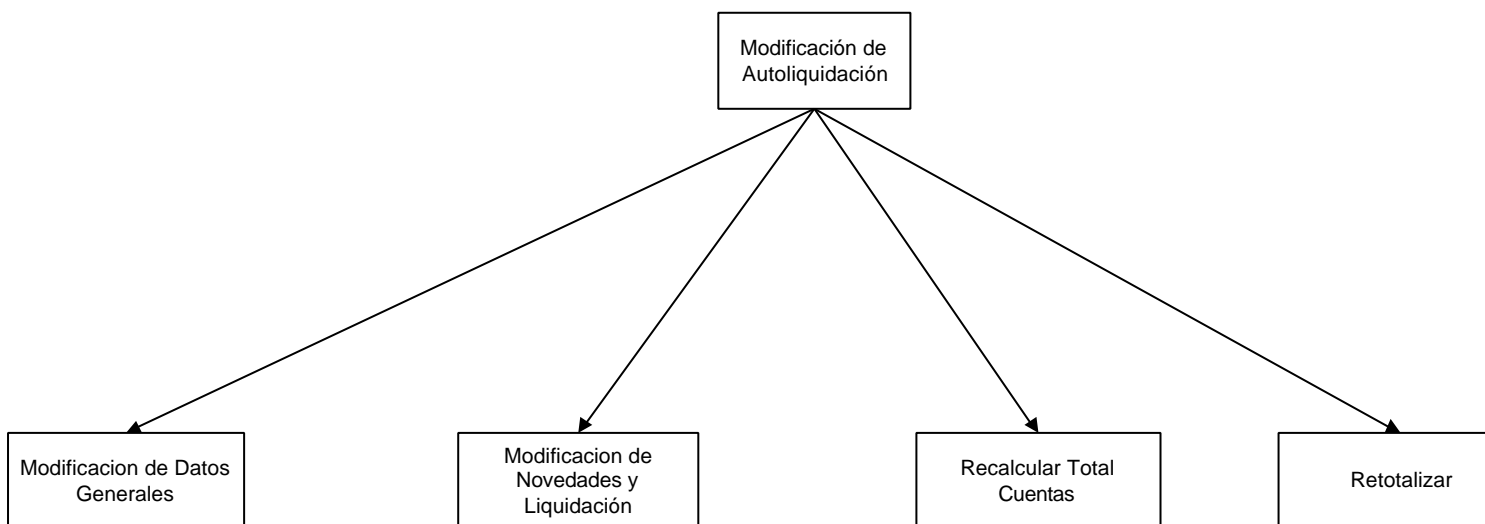 Modificación de
Autoliquidación
Modificacion de Datos
Generales
Modificacion de
Novedades y
Liquidación
Recalcular Total
Cuentas
Retotalizar